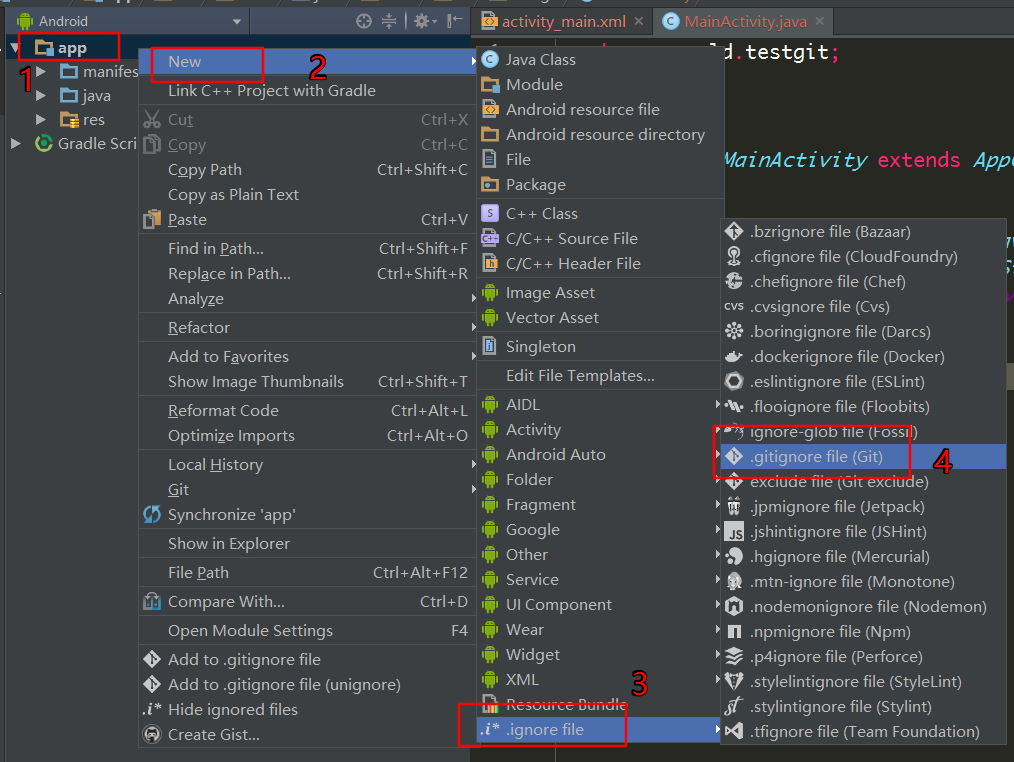 Android
activity_main.xml
MainActivity.java
app
1
manifes
java
res
Gradle Scri
New
2
Link C++ Project with Gradle
Cut Ctrl+X
Copy Ctrl+C
Copy Path Ctrl+Shift+C
Copy as Plain Text
Paste Ctrl+V
Find in Path... Ctrl+Shift+F
Replace in Path... Ctrl+Shift+R
Analyze
Refactor
Add to Favorites
Show Image Thumbnails Ctrl+Shift+T
Reformat Code Ctrl+Alt+L
Optimize Imports Ctrl+Alt+O
Local History
Git
Synchronize 'app'
Show in Explorer
File Path Ctrl+Alt+F12
Compare With... Ctrl+D
Open Module Settings F4
Add to .gitignore file
Add to .gitignore file (unignore)
Hide ignored files
Create Gist...
Java Class
Module
Android resource file
Android resource directory
File
Package
C++ Class
C/C++ Source File
C/C++ Header File
Image Asset
Vector Asset
Singleton
Edit File Templates...
AIDL
Activity
Android Auto
Folder
Fragment
Google
Other
Service
UI Component
Wear
Widget
XML
3
Resource Bundle
.i* .ignore file
d.testgit;
MainActivity extends App
.bzrignore file (Bazaar)
.cfignore file (CloudFoundry)
.chefignore file (Chef)
cvs .cvsignore file (Cvs)
.boringignore file (Darcs)
.dockerignore file (Docker)
.eslintignore file (ESLint)
.flooignore file (Floobits)
ignore-glob file (Fossil)
.gitignore file (Git)
4
exclude file (Git exclude)
.jpmignore file (Jetpack)
JS .jshintignore file (JSHint)
.hgignore file (Mercurial)
.mtn-ignore file (Monotone)
.nodemonignore file (Nodemon)
.npmignore file (Npm)
.p4ignore file (Perforce)
.stylelintignore file (StyleLint)
.stylintignore file (Stylint)
.tfignore file (Team Foundation)